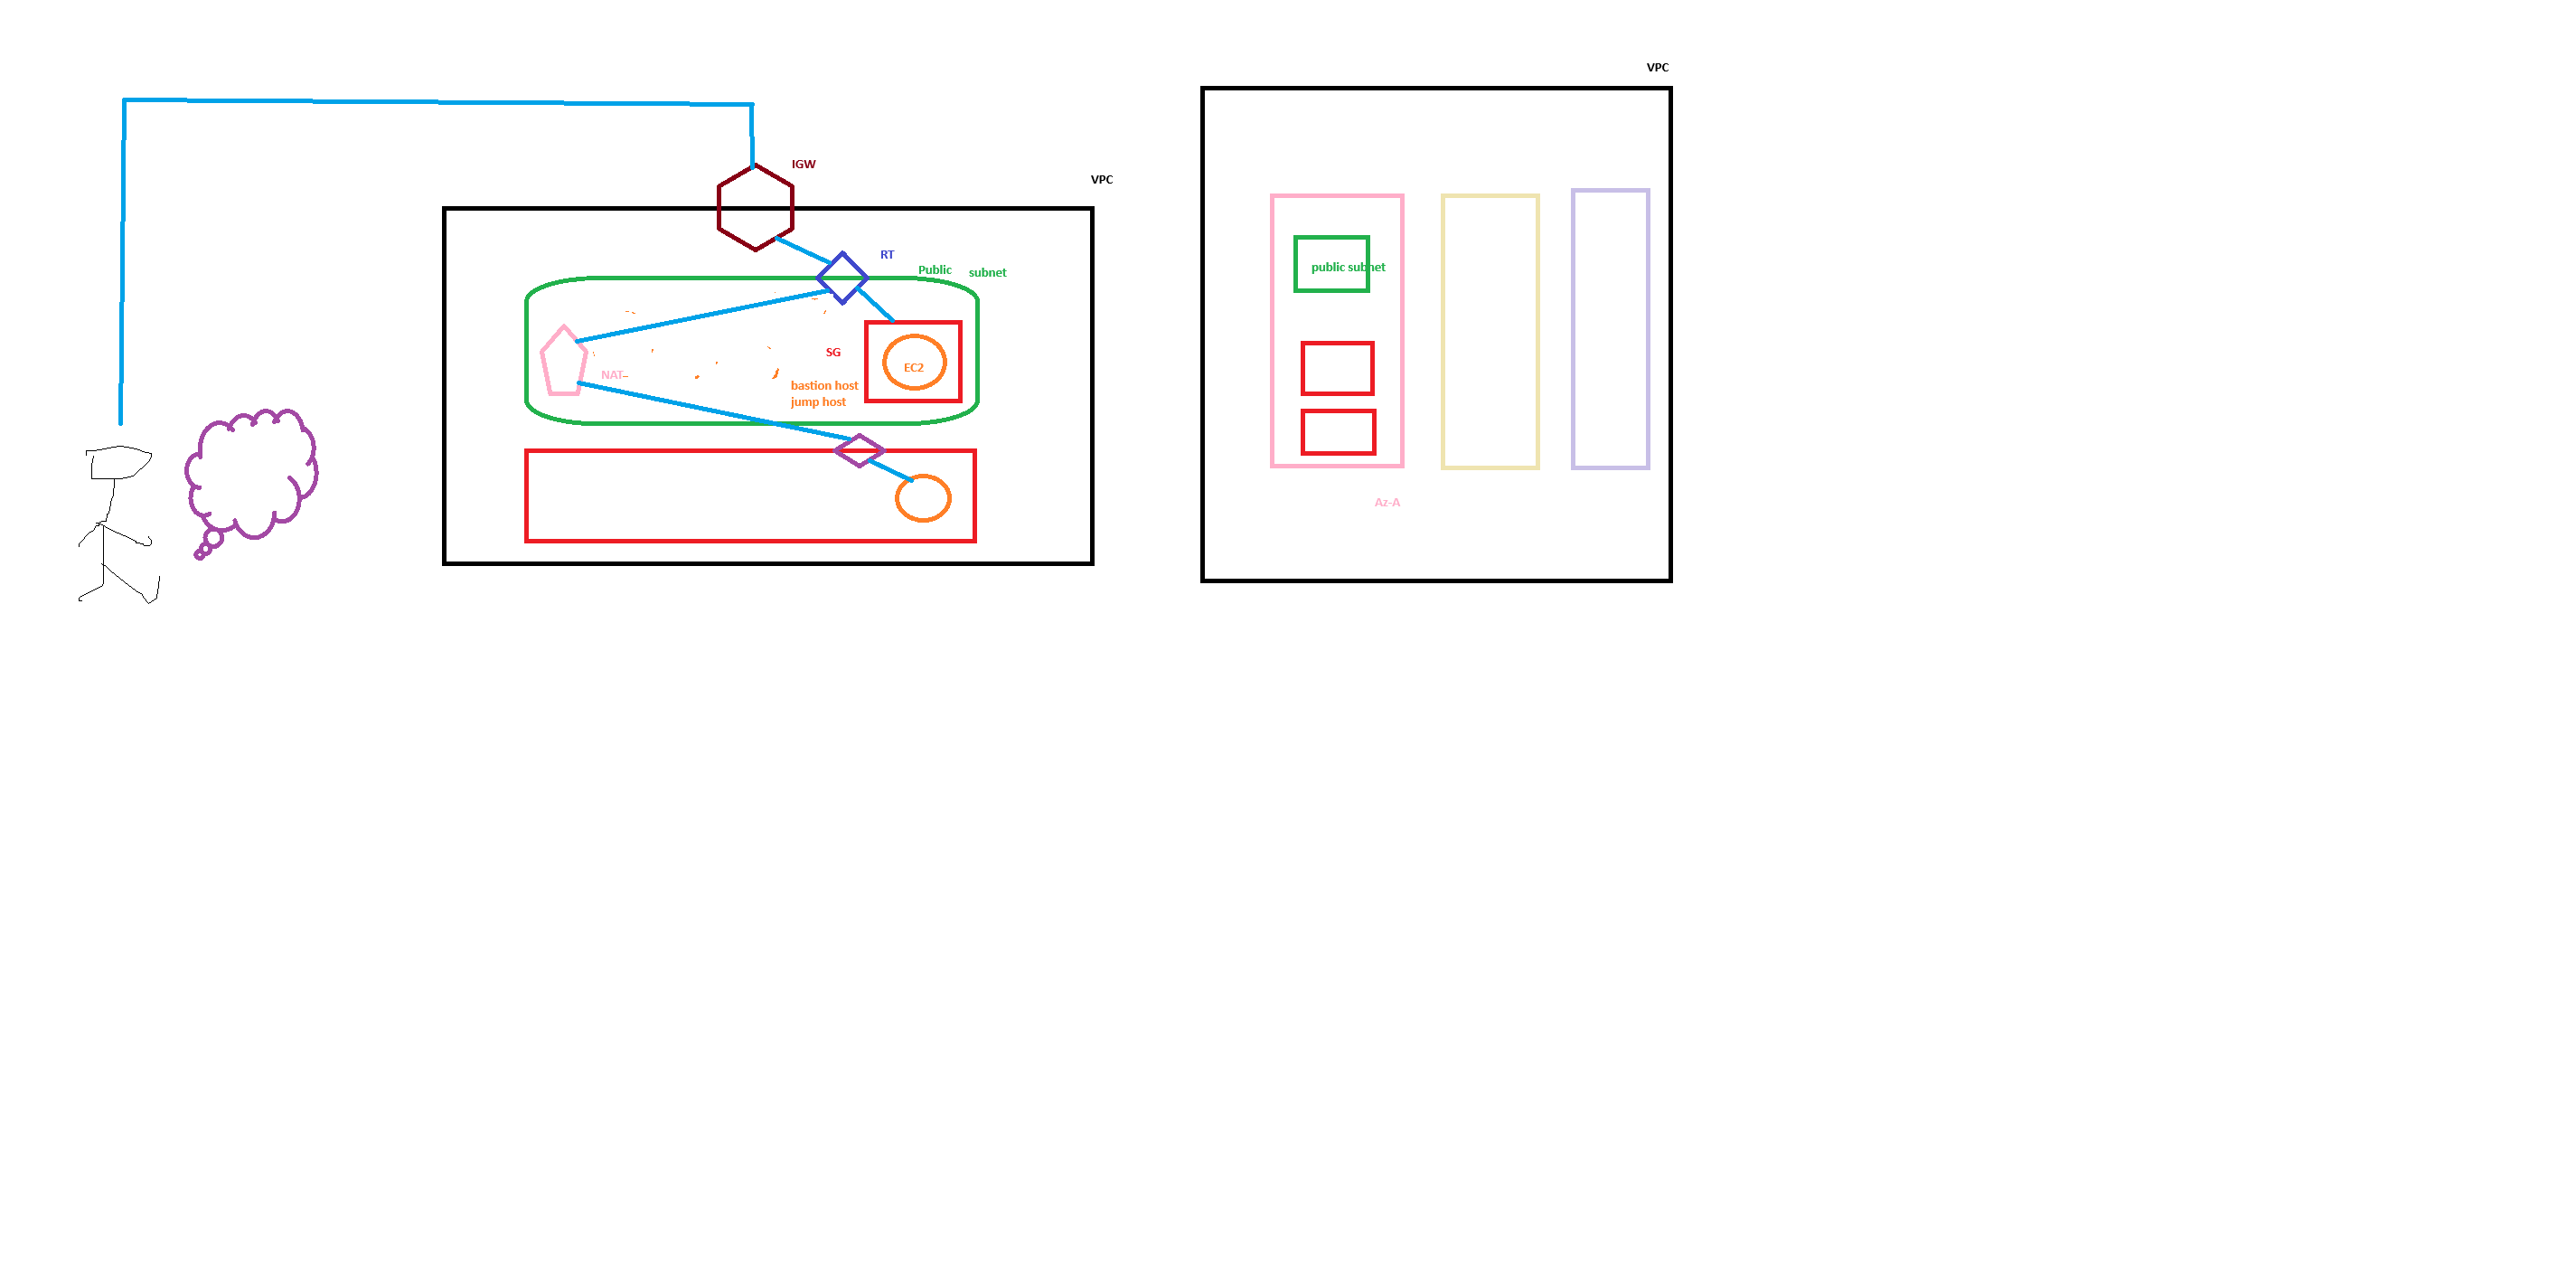 VPC
IGW
VPC
RT
Public subnet
SG
EC2
NAT
bastion host
jump host
public subnet
Az-A